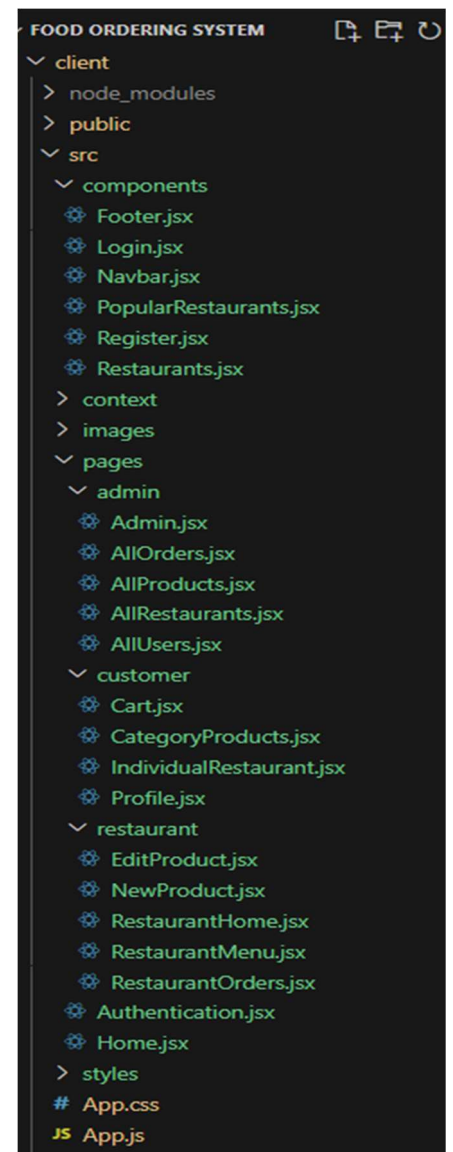 FOOD ORDERING SYSTEM
client
node_modules
public
src
components
Footer.jsx
Login.jsx
Navbar.jsx
PopularRestaurants.jsx
Register.jsx
Restaurants.jsx
context
images
pages
admin
Admin.jsx
AllOrders.jsx
AllProducts.jsx
AllRestaurants.jsx
AllUsers.jsx
customer
Cart.jsx
CategoryProducts.jsx
IndividualRestaurant.jsx
Profile.jsx
restaurant
EditProduct.jsx
NewProduct.jsx
RestaurantHome.jsx
RestaurantMenu.jsx
RestaurantOrders.jsx
Authentication.jsx
Home.jsx
styles
# App.css
JS App.js